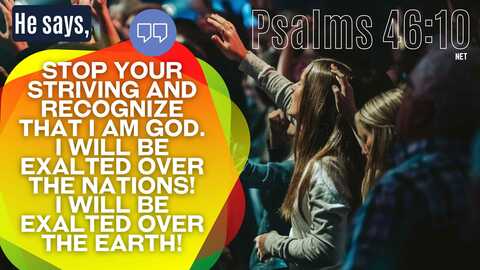 He says,
Psalms 46:10
NET
STOP YOUR
STRIVING AND
RECOGNIZE
THAT I AM GOD.
I WILL BE
EXALTED OVER
THE NATIONS!
I WILL BE
EXALTED OVER
THE EARTH!